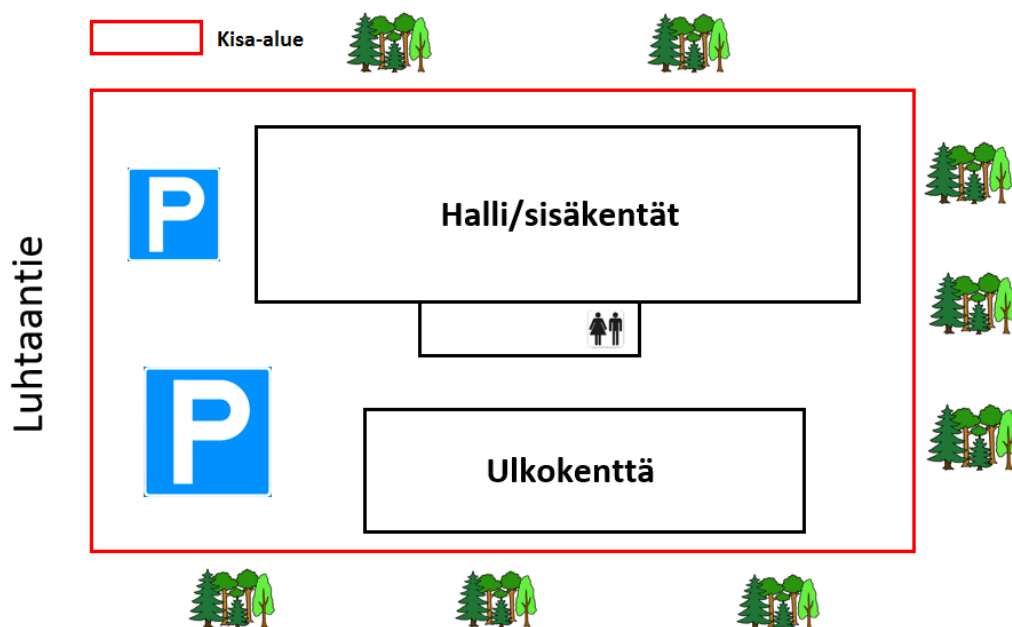 Kisa-alue
P
Halli/sisäkentät
Luhtaantie
P
Ulkokenttä